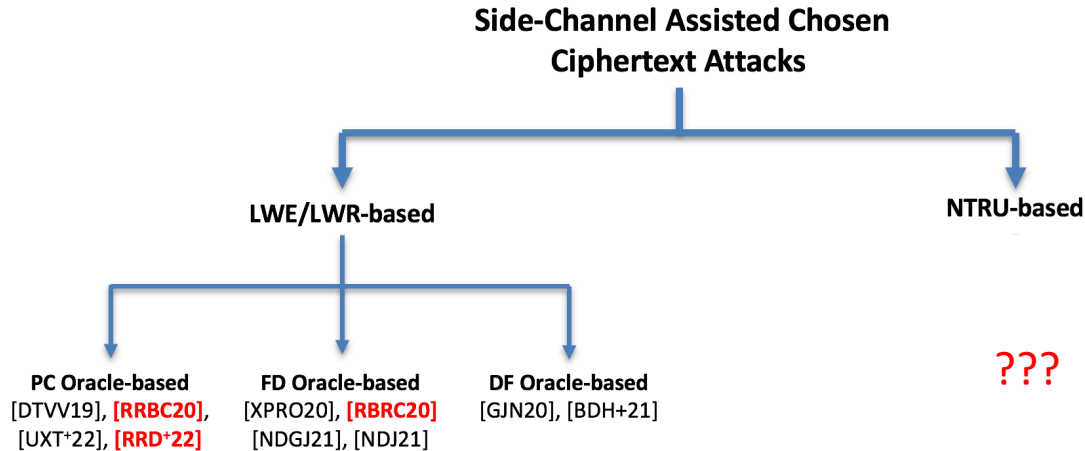 Side-Channel Assisted Chosen
Ciphertext Attacks
LWE/LWR-based
NTRU-based
PC Oracle-based
[DTVV19], [RRBC20],
[UXT+22], [RRD+22]
FD Oracle-based
[XPRO20], [RBRC20]
[NDGJ21], [NDJ21]
DF Oracle-based
[GJN20], [BDH+21]
???